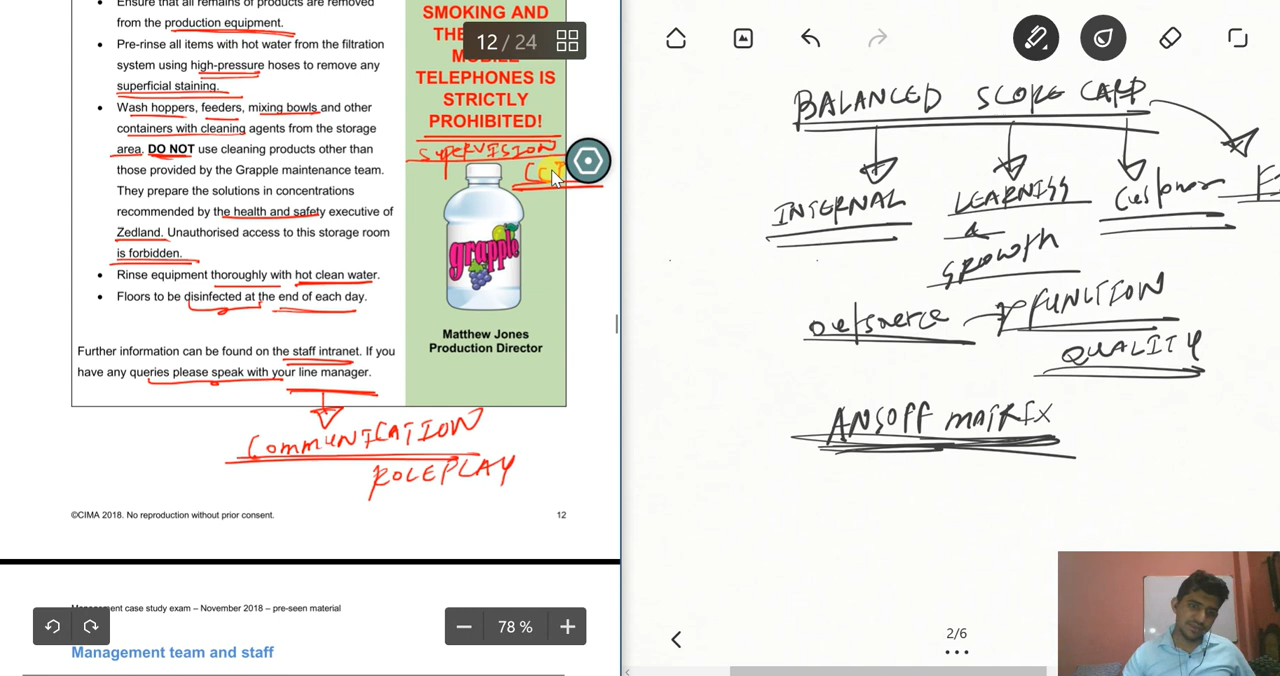 Ensure that all remains of products are removed
from the production equipment.
Pre-rinse all items with hot water from the filtration
system using high-pressure hoses to remove any
superficial staining.
Wash hoppers, feeders, mixing bowls and other
containers with cleaning agents from the storage
area. DO NOT use cleaning products other than
those provided by the Grapple maintenance team.
They prepare the solutions in concentrations
recommended by the health and safety executive of
Zedland. Unauthorised access to this storage room
is forbidden.
Rinse equipment thoroughly with hot clean water.
Floors to be disinfected at the end of each day.
Further information can be found on the staff intranet. If you
have any queries please speak with your line manager.
COMMUNICATION
ROLEPLAY
SMOKING AND
12 / 24
MOBILE
TELEPHONES IS
STRICTLY
PROHIBITED!
SUPERVISION
grapple
Matthew Jones
Production Director
©CIMA 2018. No reproduction without prior consent.
12
ent case study exam – November 2018 – pre-seen material
78 %
Management team and staff
BALANCED SCORE CARD
INTERNAL
LEARNING
&
GROWTH
Customer
Outsource
FUNCTION
QUALITY
ANSOFF MATRIX
2/6